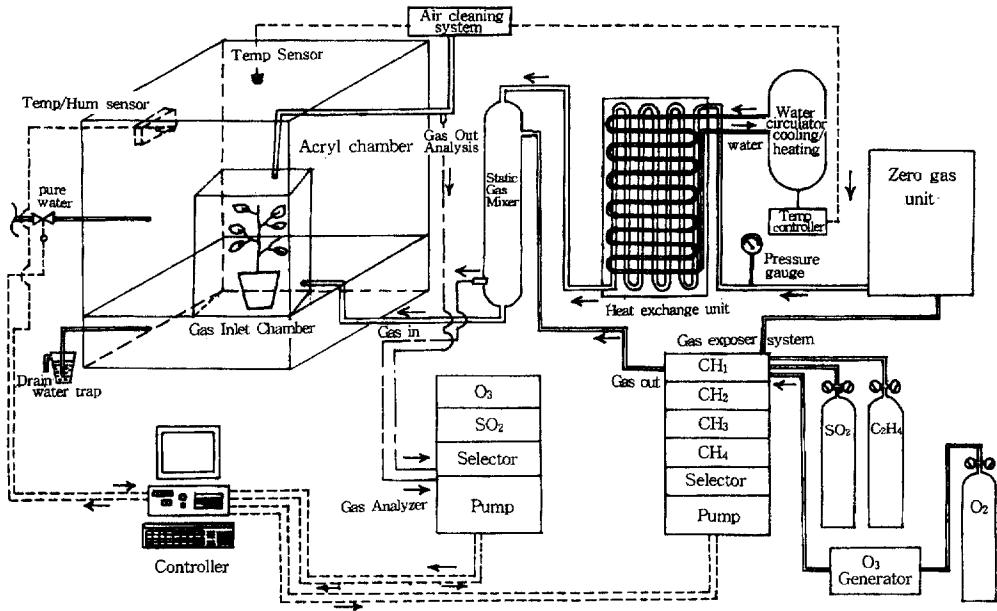 Air cleaning
system
Temp Sensor
Temp/Hum sensor
Acryl chamber
Gas Out
Analysis
pure
water
Static
Gas
Mixer
Water
circulator
cooling/
heating
water
Temp
controller
Zero gas
unit
Pressure
gauge
Heat exchange unit
Gas Inlet Chamber
Gas in
Drain
water trap
Gas exposer system
Gas out
CH1
CH2
CH3
CH4
Selector
Pump
O3
SO2
Selector
Pump
Gas Analyzer
SO2
C2H4
O2
O3
Generator
Controller